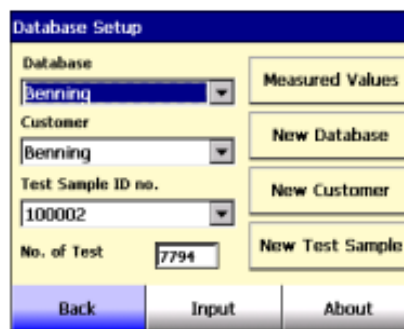 Database Setup
Database
Benning
Measured Values
Customer
New Database
Benning
Test Sample ID no.
New Customer
100002
No. of Test
7794
New Test Sample
Back
Input
About